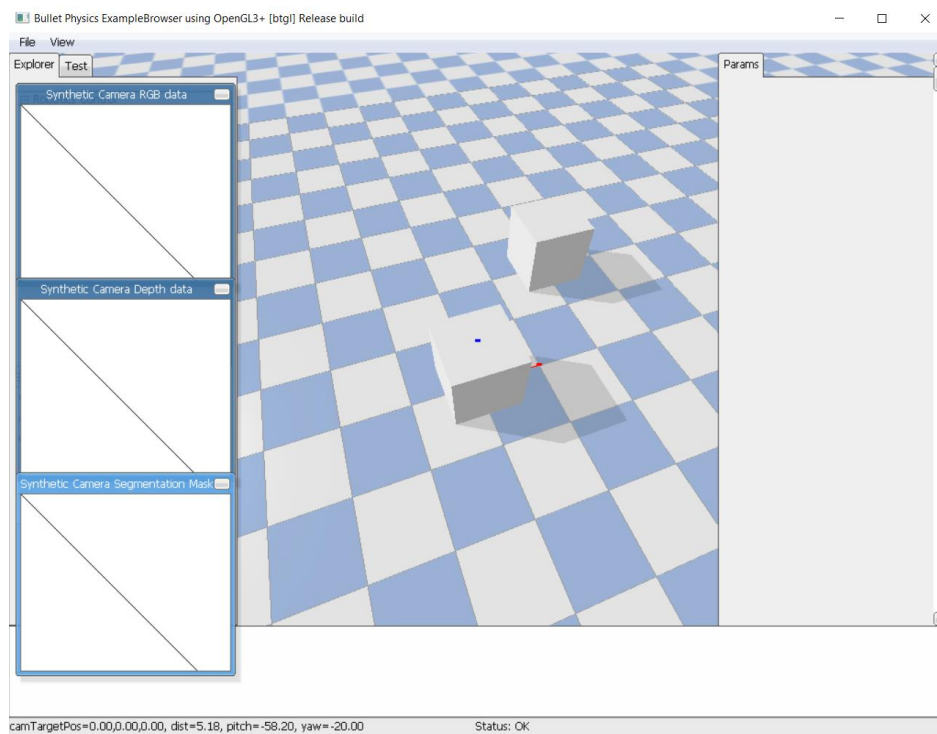 Bullet Physics ExampleBrowser using OpenGL3+ [btgl] Release build
File View
Explorer Test
Params
Synthetic Camera RGB data
Synthetic Camera Depth data
Synthetic Camera Segmentation Mask
camTargetPos=0.00,0.00,0.00, dist=5.18, pitch=-58.20, yaw=-20.00 Status: OK